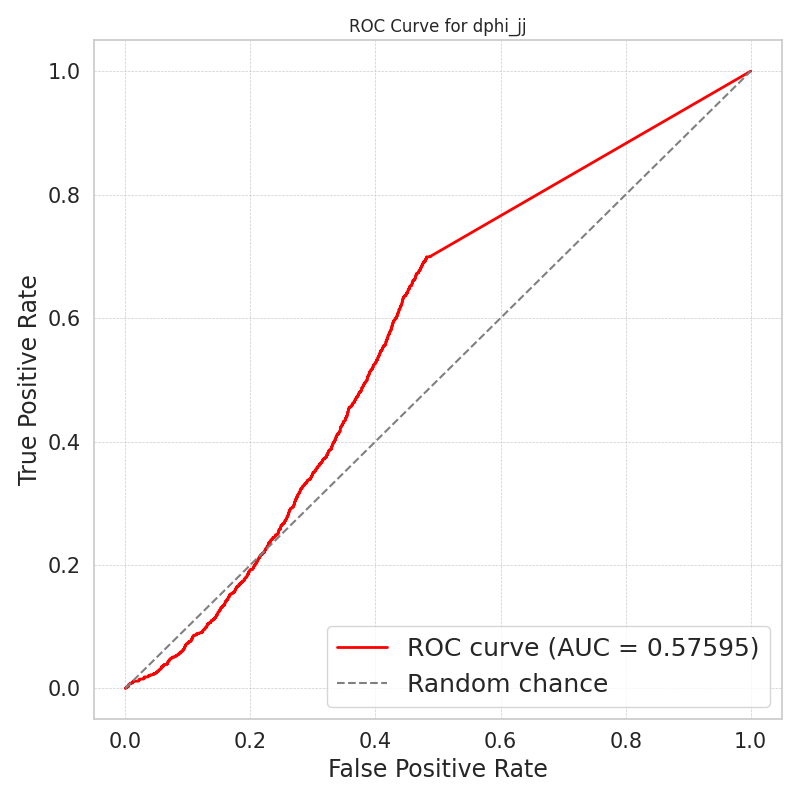 ROC Curve for dphi_jj
True Positive Rate
1.0
0.8
0.6
0.4
0.2
0.0
ROC curve (AUC = 0.57595)
Random chance
0.0 0.2 0.4 0.6 0.8 1.0
False Positive Rate